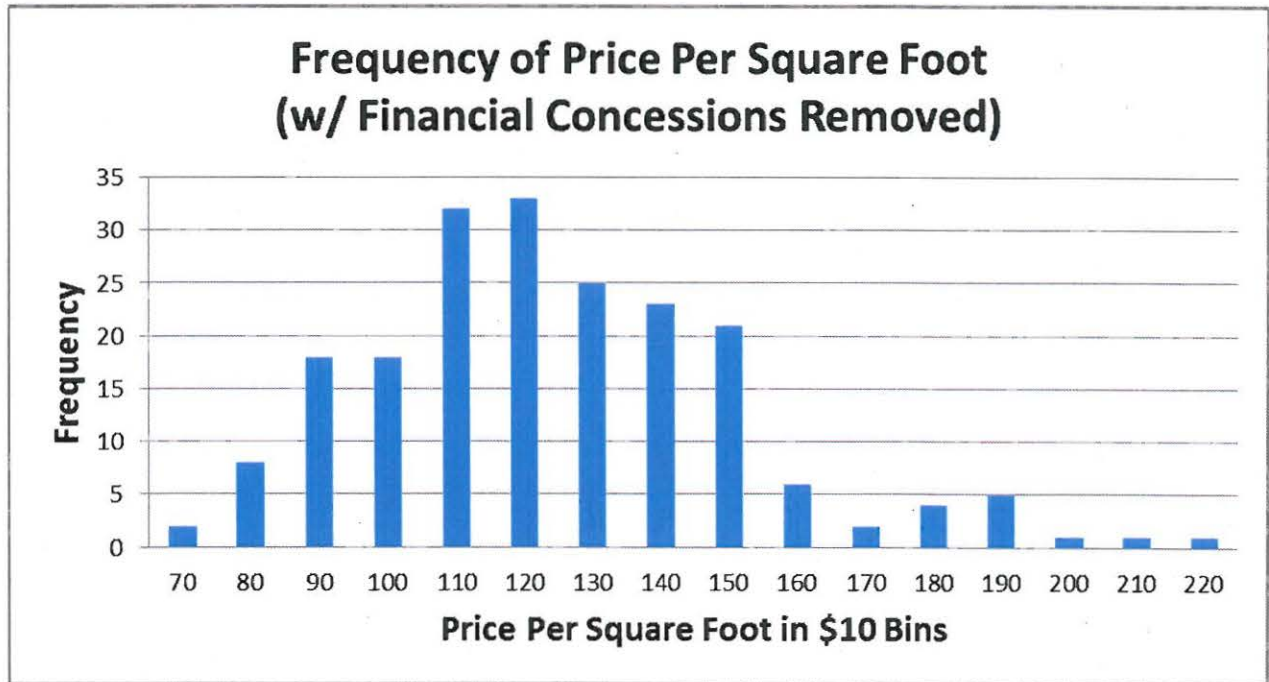 Frequency of Price Per Square Foot
(w/ Financial Concessions Removed)
35
30
25
20
15
10
5
0
Frequency
70 80 90 100 110 120 130 140 150 160 170 180 190 200 210 220
Price Per Square Foot in $10 Bins